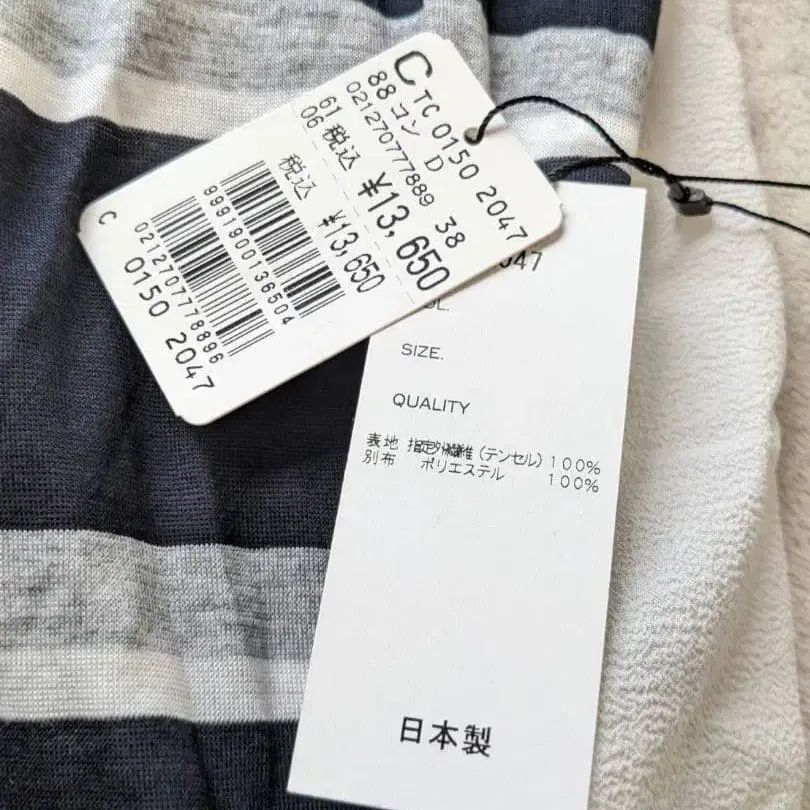 C TC 0150 2047
88 コン D
021270777889 38
61 税込 ¥13,650
06
税込 ¥13,650
9991900136504
0212707778896
C 0150 2047
047
SIZE.
QUALITY
表地 指定外繊維(テンセル)100%
別布 ポリエステル 100%
日本製